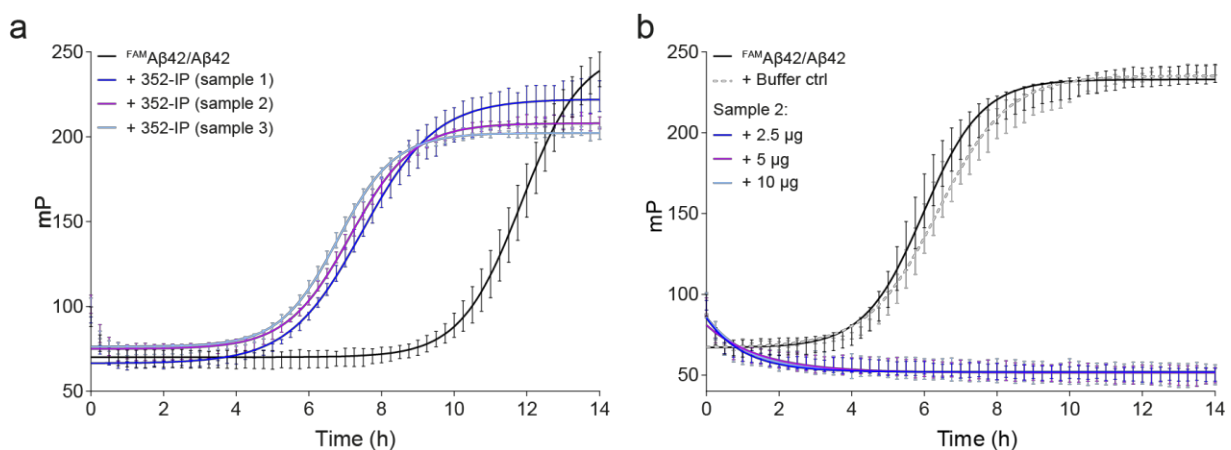 a
250
200
150
100
50
mP
0
2
4
6
8
10
12
14
Time (h)
FAMAβ42/Aβ42
+ 352-IP (sample 1)
+ 352-IP (sample 2)
+ 352-IP (sample 3)
b
250
200
150
100
50
mP
0
2
4
6
8
10
12
14
Time (h)
FAMAβ42/Aβ42
+ Buffer ctrl
Sample 2:
+ 2.5 µg
+ 5 µg
+ 10 µg